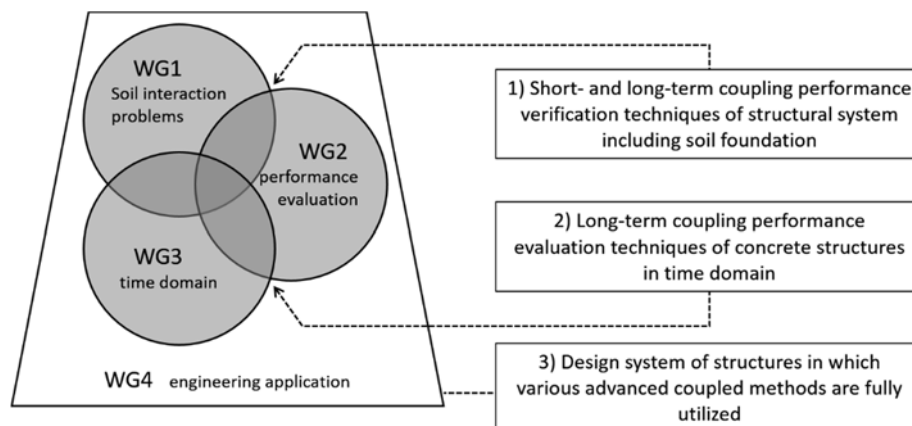 WG1
Soil interaction
problems
WG2
performance
evaluation
WG3
time domain
WG4 engineering application
1) Short- and long-term coupling performance
verification techniques of structural system
including soil foundation
2) Long-term coupling performance
evaluation techniques of concrete structures
in time domain
3) Design system of structures in which
various advanced coupled methods are fully
utilized